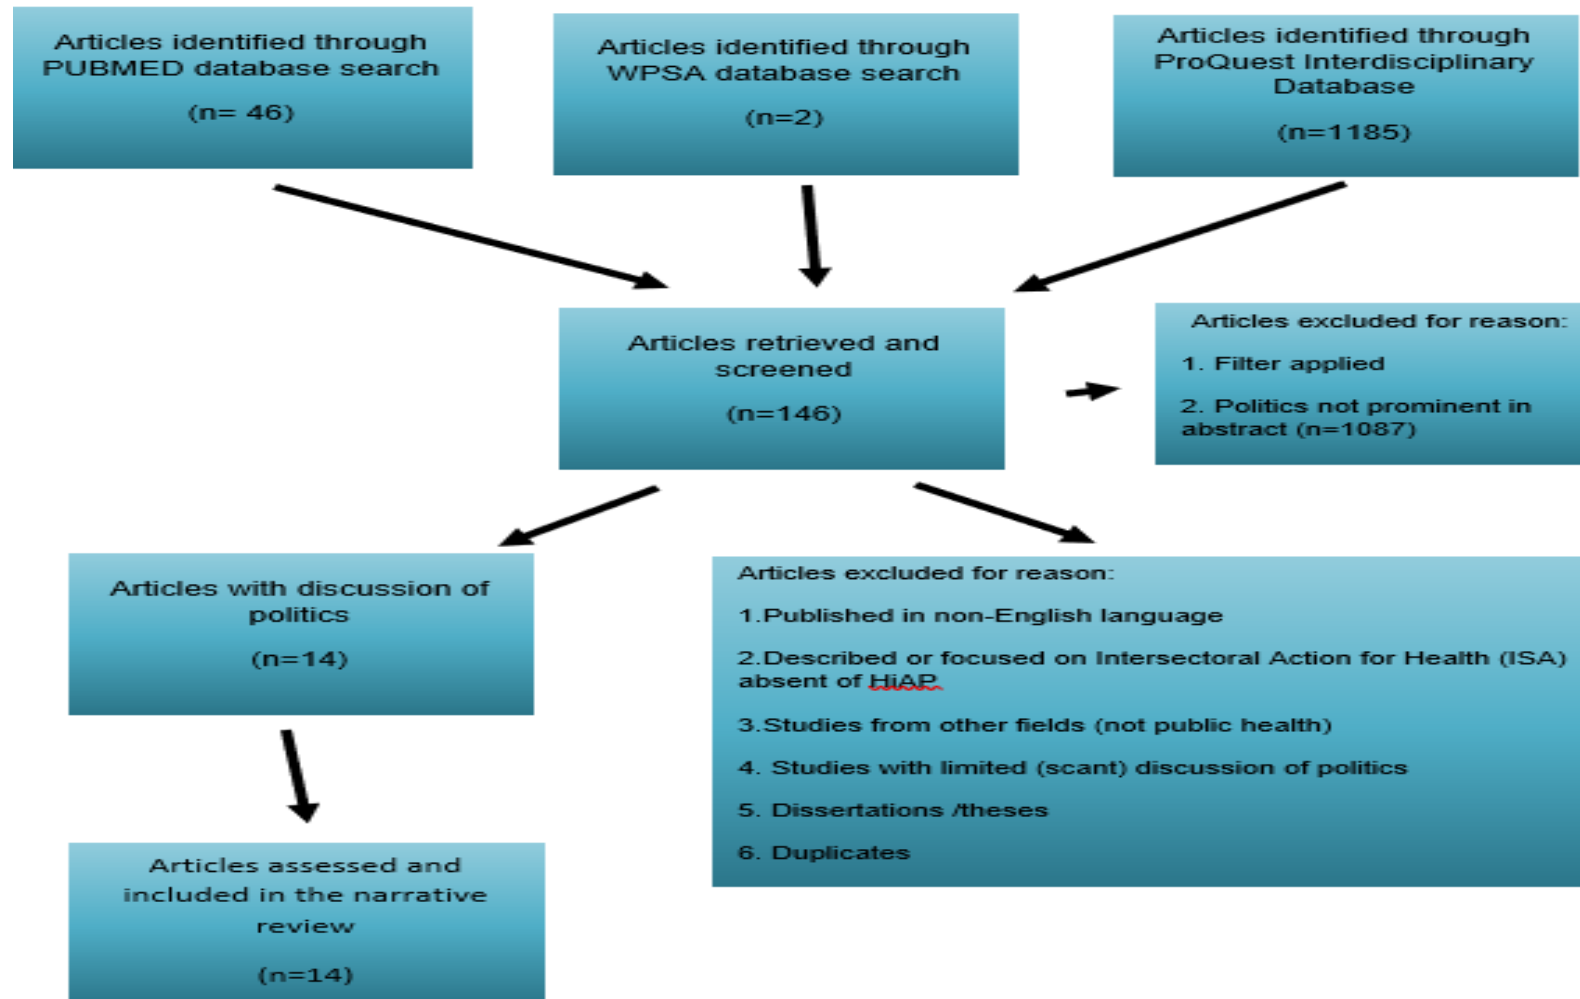 Articles identified through
PUBMED database search
(n= 46)
Articles identified through
WPSA database search
(n=2)
Articles identified through
ProQuest Interdisciplinary
Database
(n=1185)
Articles retrieved and
screened
(n=146)
Articles excluded for reason:
1. Filter applied
2. Politics not prominent in
abstract (n=1087)
Articles with discussion of
politics
(n=14)
Articles excluded for reason:
1.Published in non-English language
2.Described or focused on Intersectoral Action for Health (ISA)
absent of HiAP.
3.Studies from other fields (not public health)
4. Studies with limited (scant) discussion of politics
5. Dissertations /theses
6. Duplicates
Articles assessed and
included in the narrative
review
(n=14)